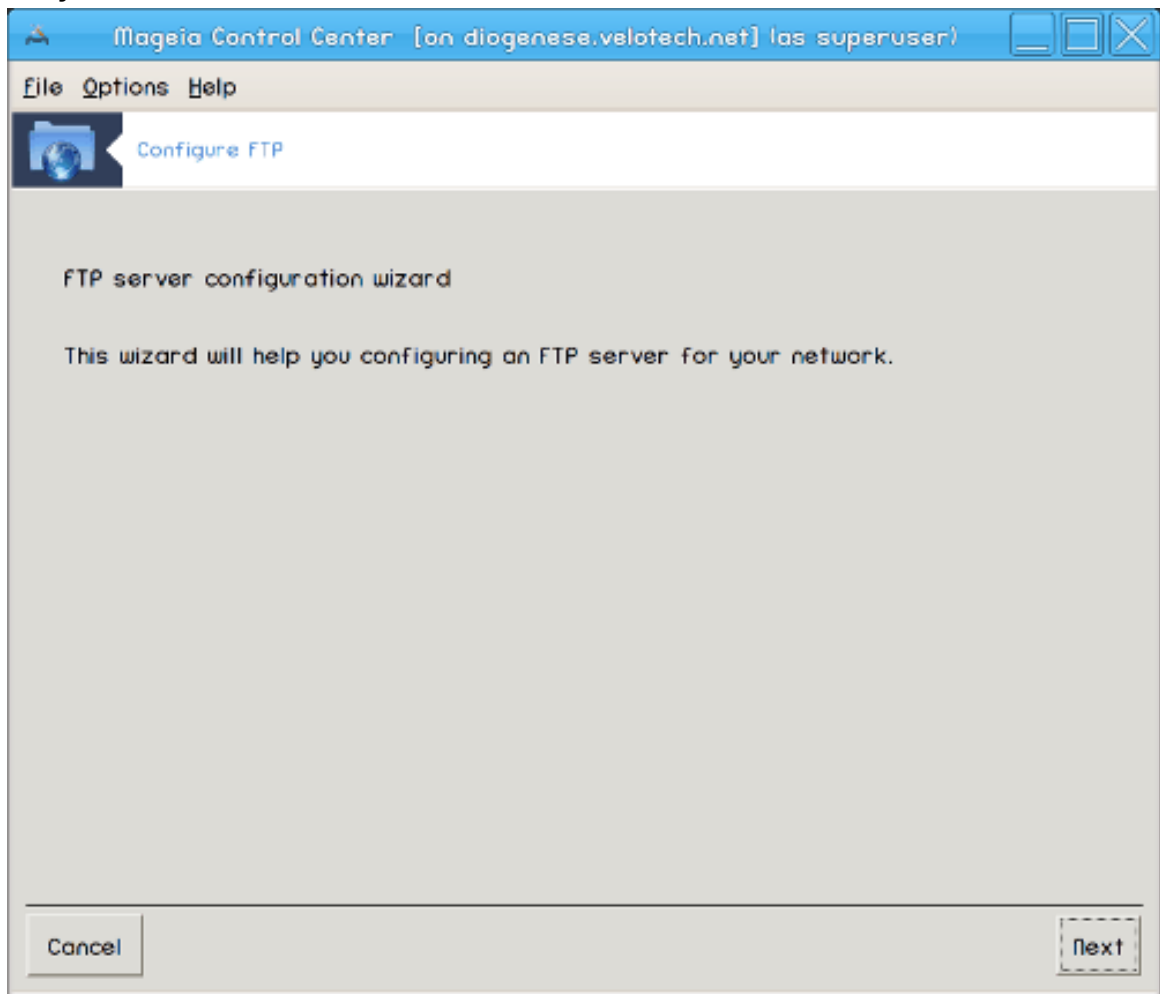 Mageia Control Center [on diogenese.velotech.net] (as superuser)
File Options Help
Configure FTP
FTP server configuration wizard
This wizard will help you configuring an FTP server for your network.
Cancel Next